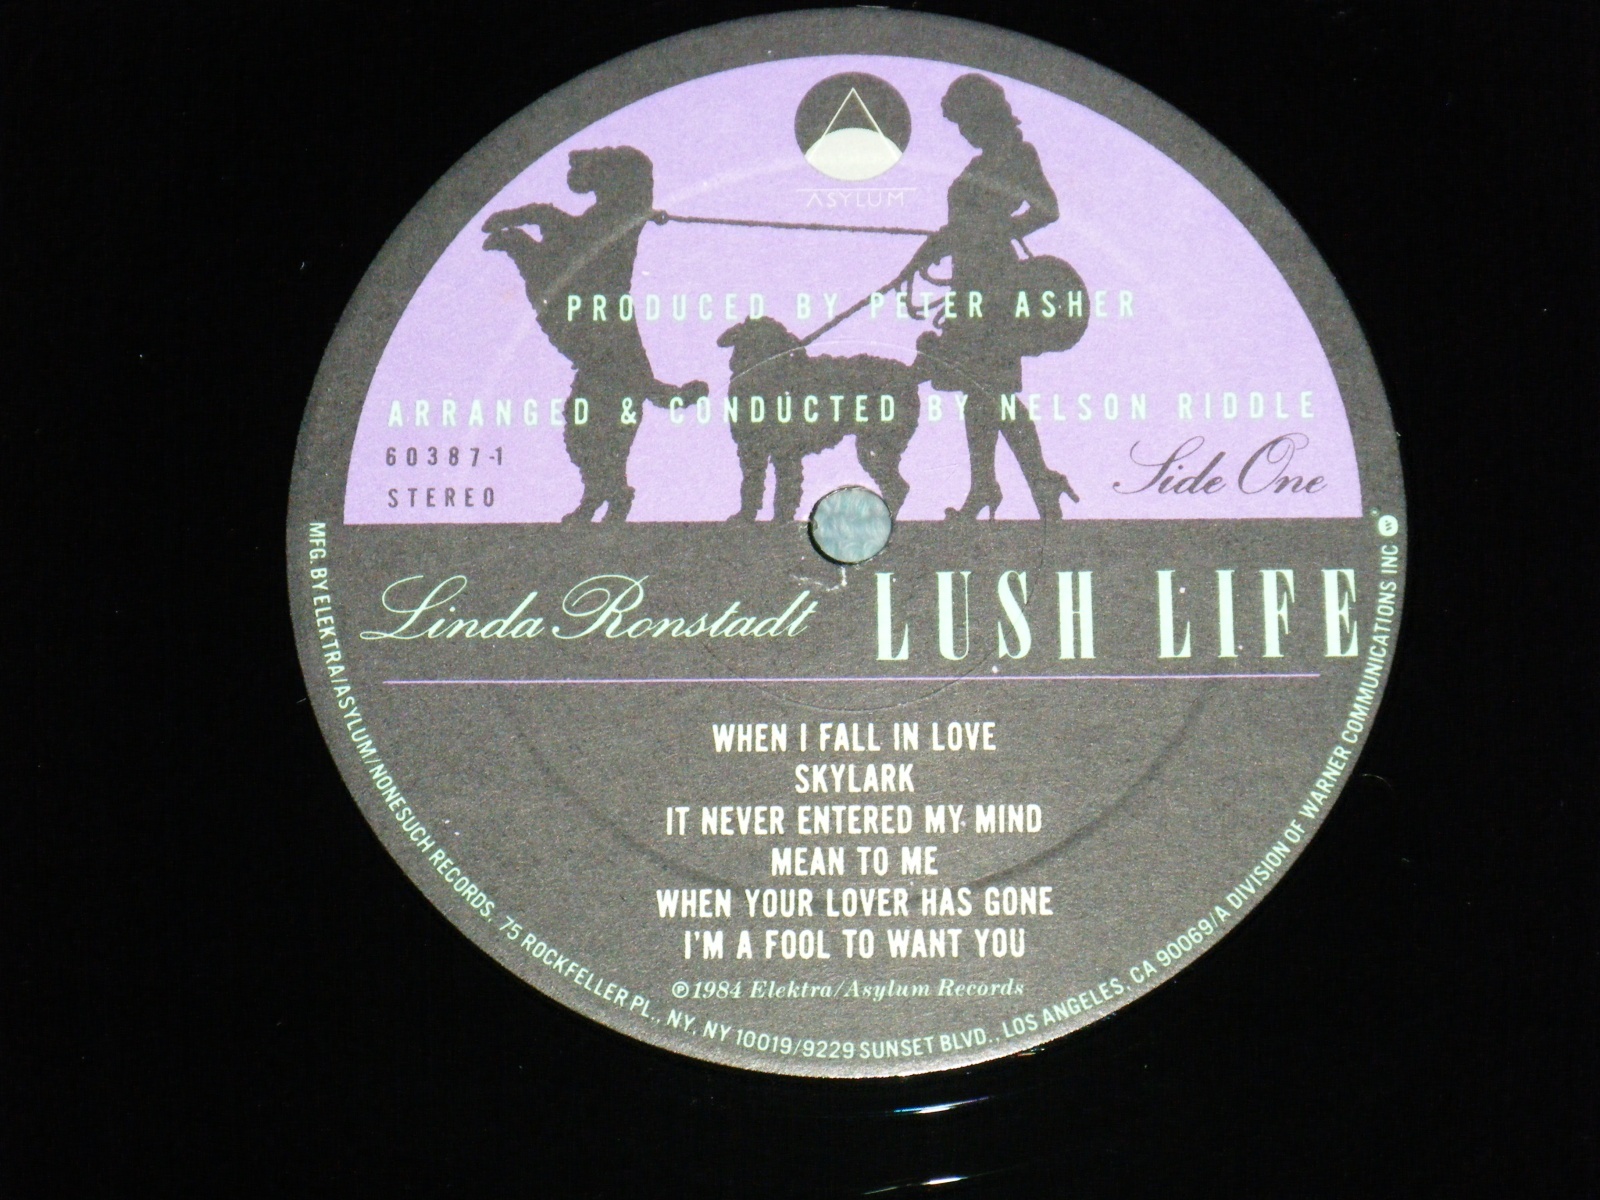 ASYLUM
PRODUCED BY PETER ASHER
ARRANGED & CONDUCTED BY NELSON RIDDLE
60387-1
STEREO
Side One
Linda Ronstadt LUSH LIFE
WHEN I FALL IN LOVE
SKYLARK
IT NEVER ENTERED MY MIND
MEAN TO ME
WHEN YOUR LOVER HAS GONE
I'M A FOOL TO WANT YOU
℗1984 Elektra/Asylum Records
MFG. BY ELEKTRA/ASYLUM/NONESUCH RECORDS, 75 ROCKFELLER PL., NY, NY 10019/9229 SUNSET BLVD., LOS ANGELES, CA 90069/A DIVISION OF WARNER COMMUNICATIONS INC